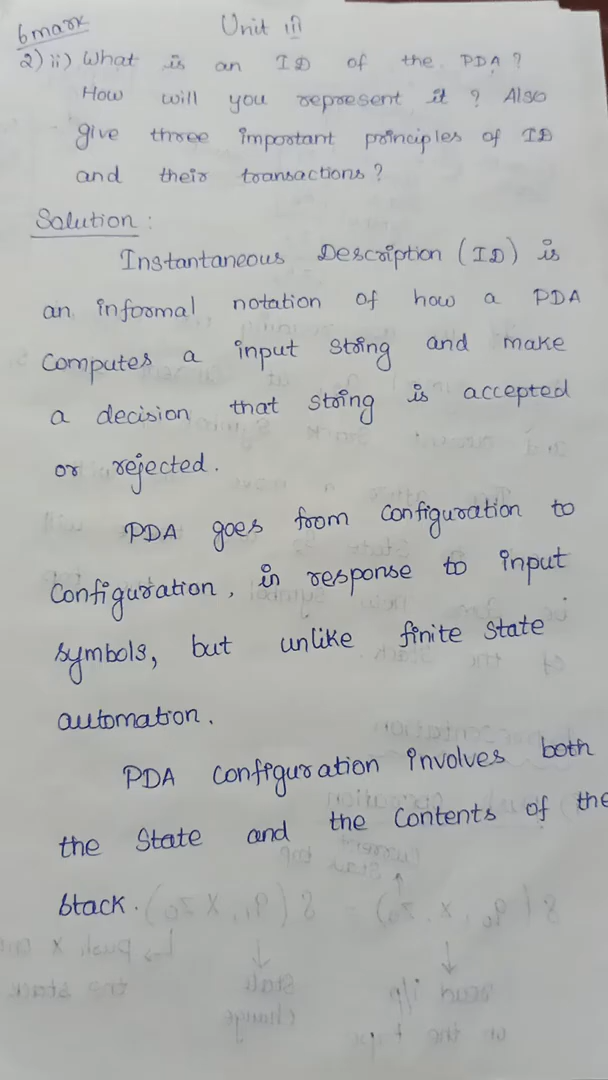 6mark
Unit III
2) ii) What is an ID of the PDA?
How will you represent it? Also
give three important principles of ID
and their transactions?
Solution:
Instantaneous Description (ID) is
an informal notation of how a PDA
computes a input string and make
a decision that string is accepted
or rejected.
PDA goes from configuration to
configuration, in response to input
symbols, but unlike finite state
automation.
PDA configuration involves both
the state and the contents of the
stack.